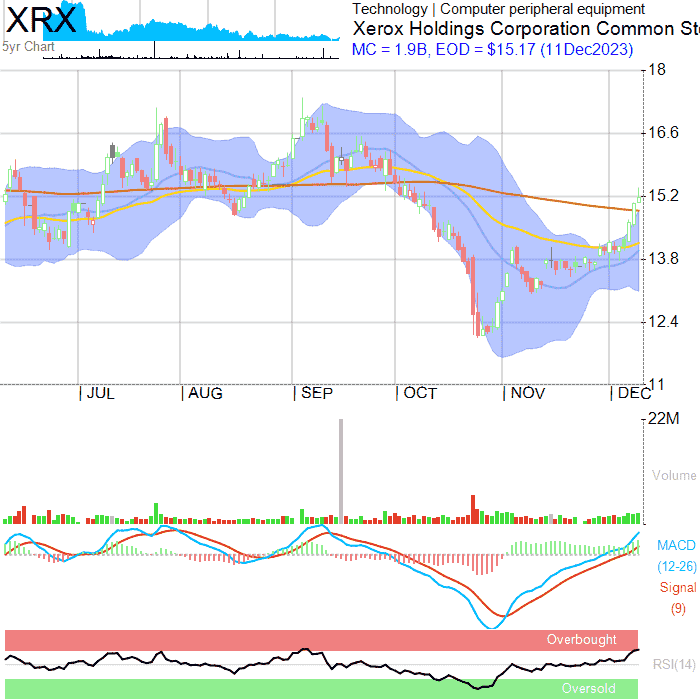 XRX
5yr Chart
Technology | Computer peripheral equipment
Xerox Holdings Corporation Common Sto
MC = 1.9B, EOD = $15.17 (11Dec2023)
18
16.6
15.2
13.8
12.4
11
JUL AUG SEP OCT NOV DEC
22M
Volume
MACD
(12-26)
Signal
(9)
Overbought
RSI(14)
Oversold